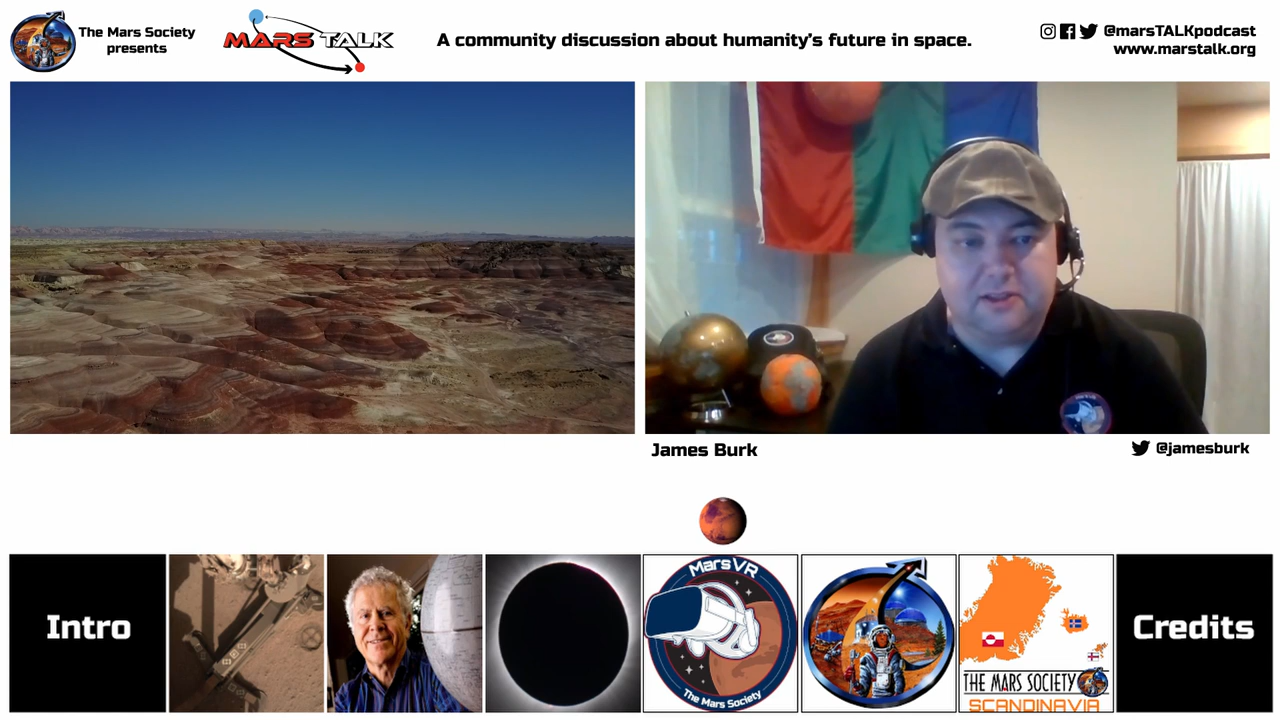 The Mars Society
presents
MARS TALK
A community discussion about humanity's future in space.
@marsTALKpodcast
www.marstalk.org
James Burk
@jamesburk
Intro
MarsVR
The Mars Society
THE MARS SOCIETY
SCANDINAVIA
Credits